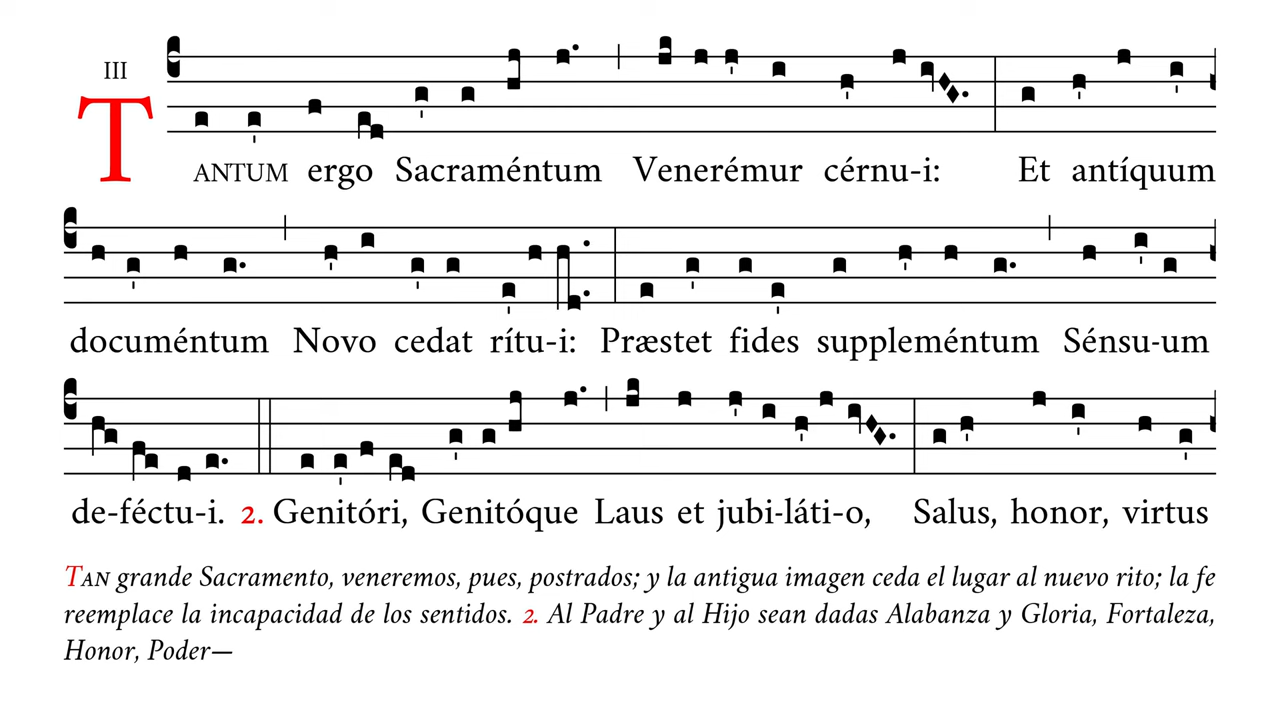 III
TANTUM ergo Sacraméntum Venerémur cérnu-i: Et antíquum
documéntum Novo cedat rítu-i: Præstet fides suppleméntum Sénsu-um
de-féctu-i. 2. Genitóri, Genitóque Laus et jubi-láti-o, Salus, honor, virtus
TAN grande Sacramento, veneremos, pues, postrados; y la antigua imagen ceda el lugar al nuevo rito; la fe
reemplace la incapacidad de los sentidos. 2. Al Padre y al Hijo sean dadas Alabanza y Gloria, Fortaleza,
Honor, Poder—